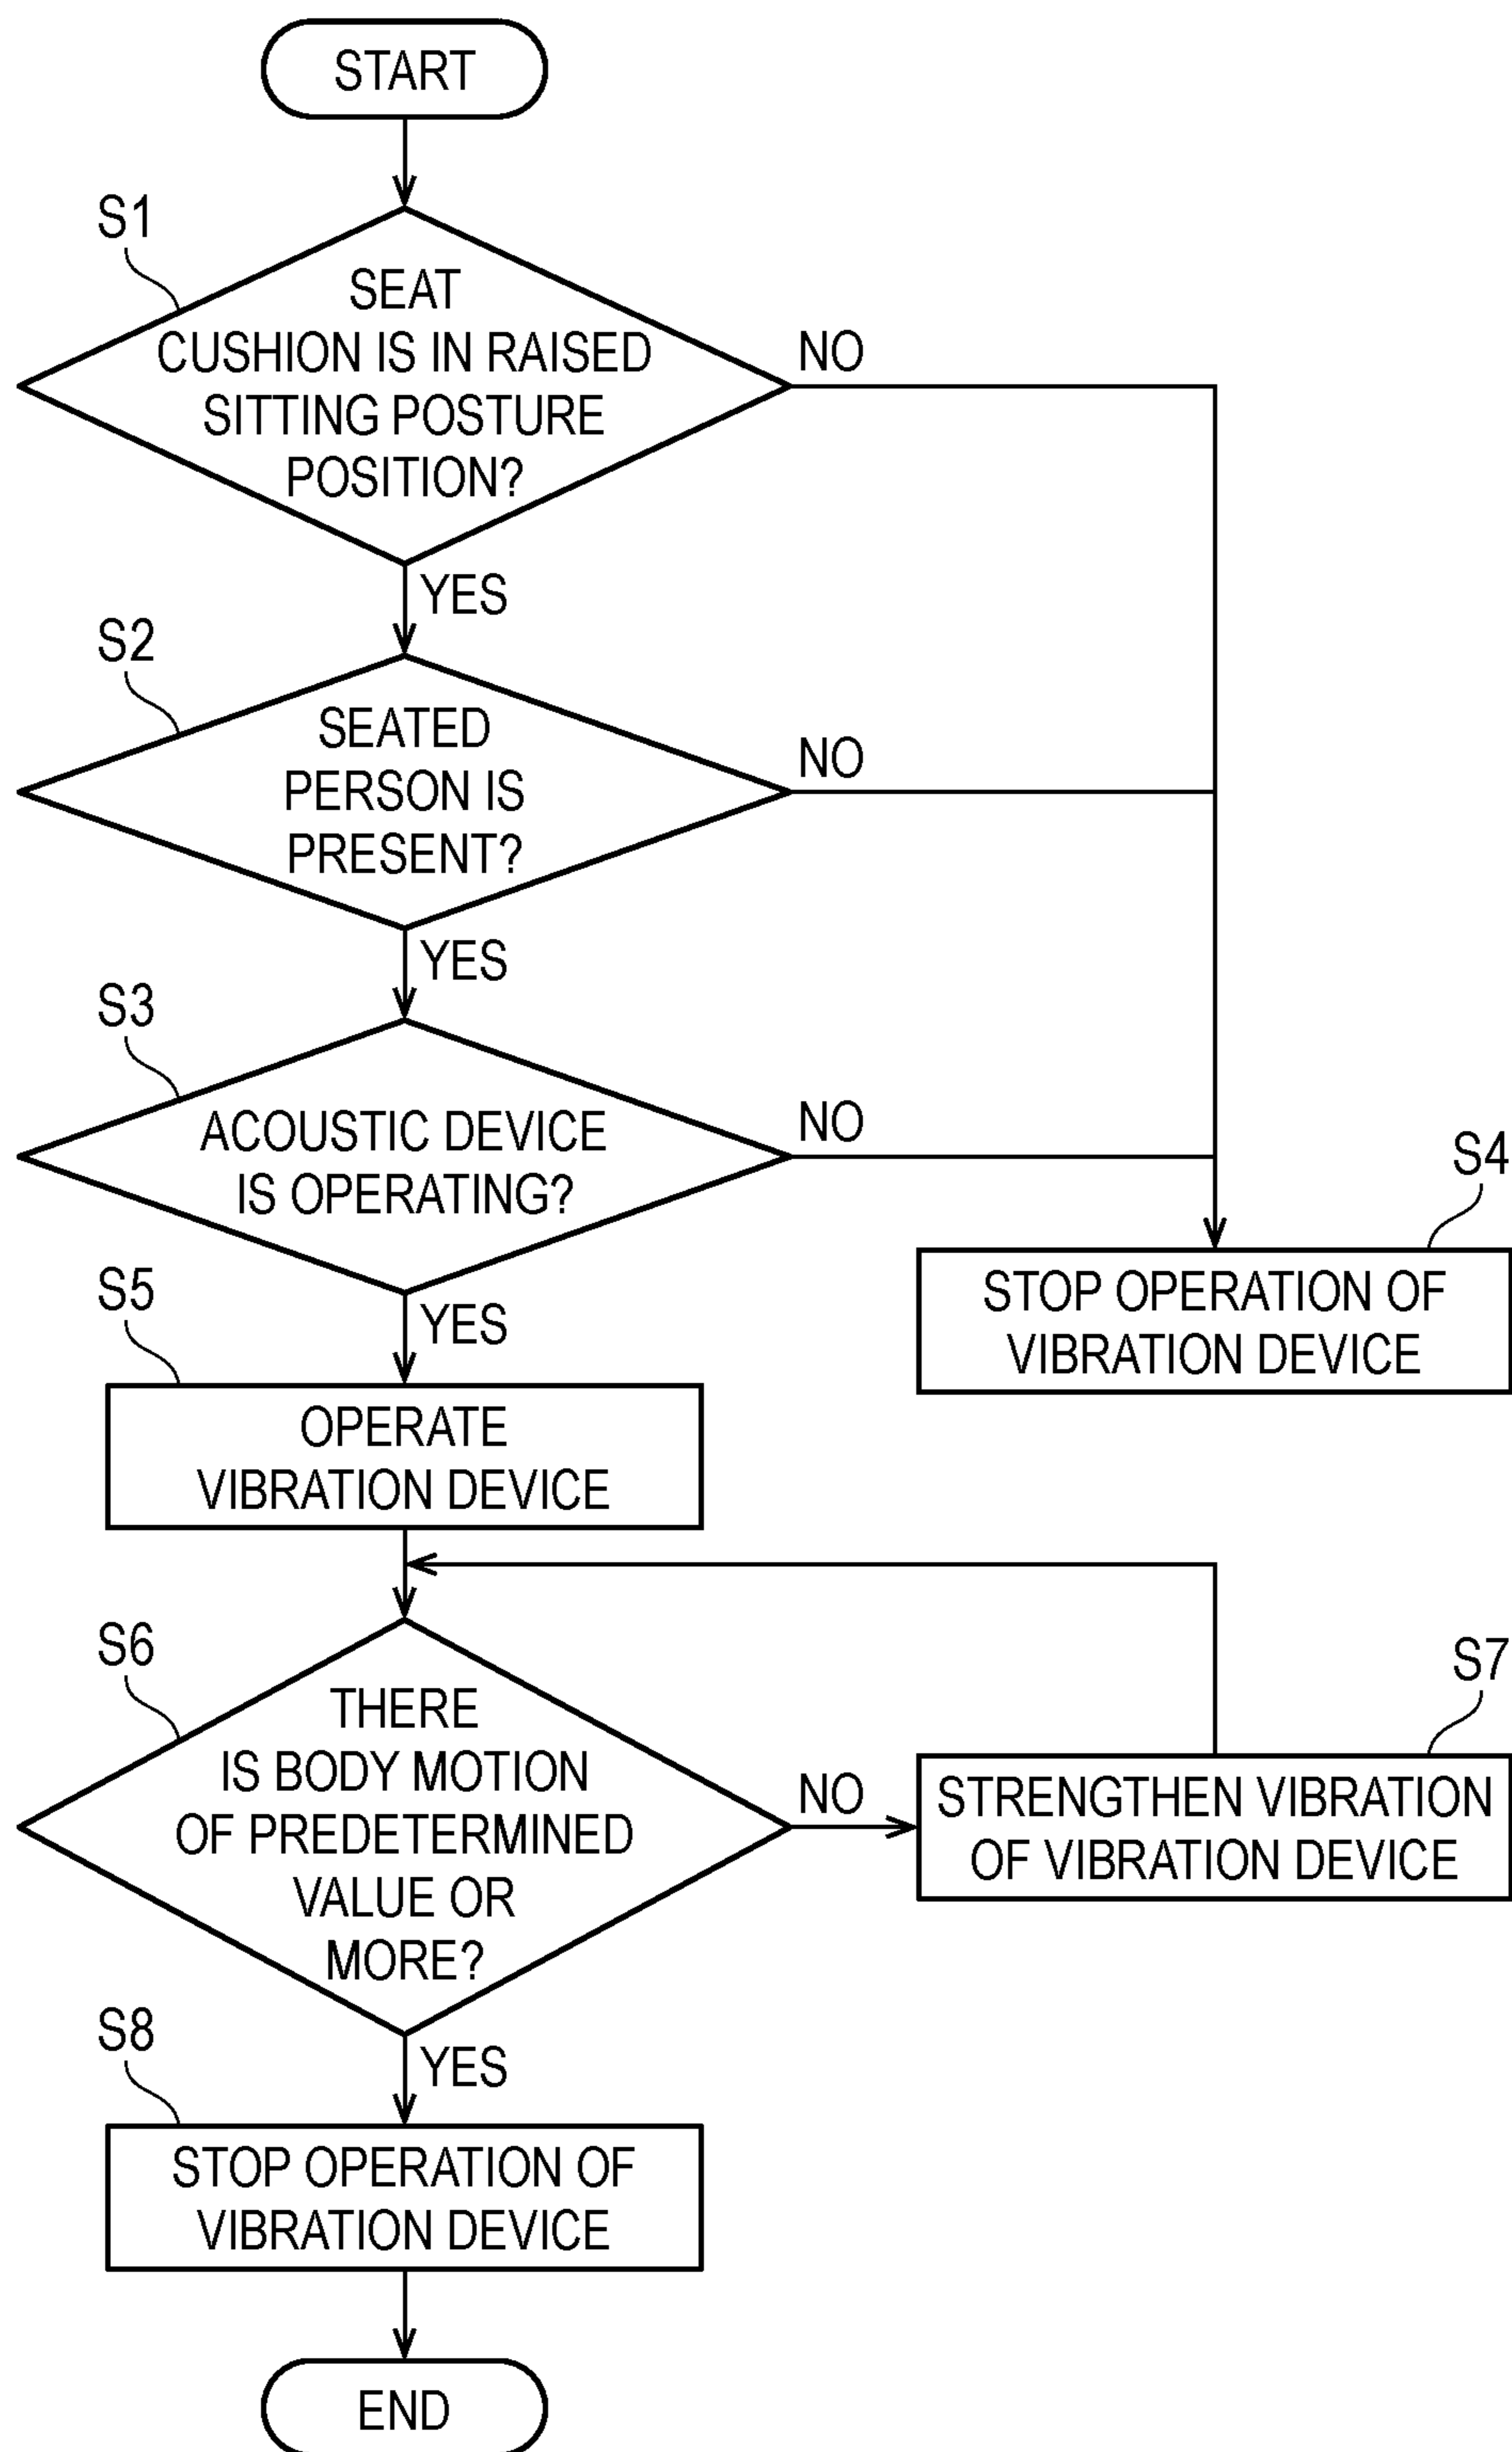 START
S1
SEAT
CUSHION IS IN RAISED
SITTING POSTURE
POSITION?
NO
YES
S2
SEATED
PERSON IS
PRESENT?
NO
YES
S3
ACOUSTIC DEVICE
IS OPERATING?
NO
YES
S4
STOP OPERATION OF
VIBRATION DEVICE
S5
OPERATE
VIBRATION DEVICE
S6
THERE
IS BODY MOTION
OF PREDETERMINED
VALUE OR
MORE?
NO
YES
S7
STRENGTHEN VIBRATION
OF VIBRATION DEVICE
S8
STOP OPERATION OF
VIBRATION DEVICE
END